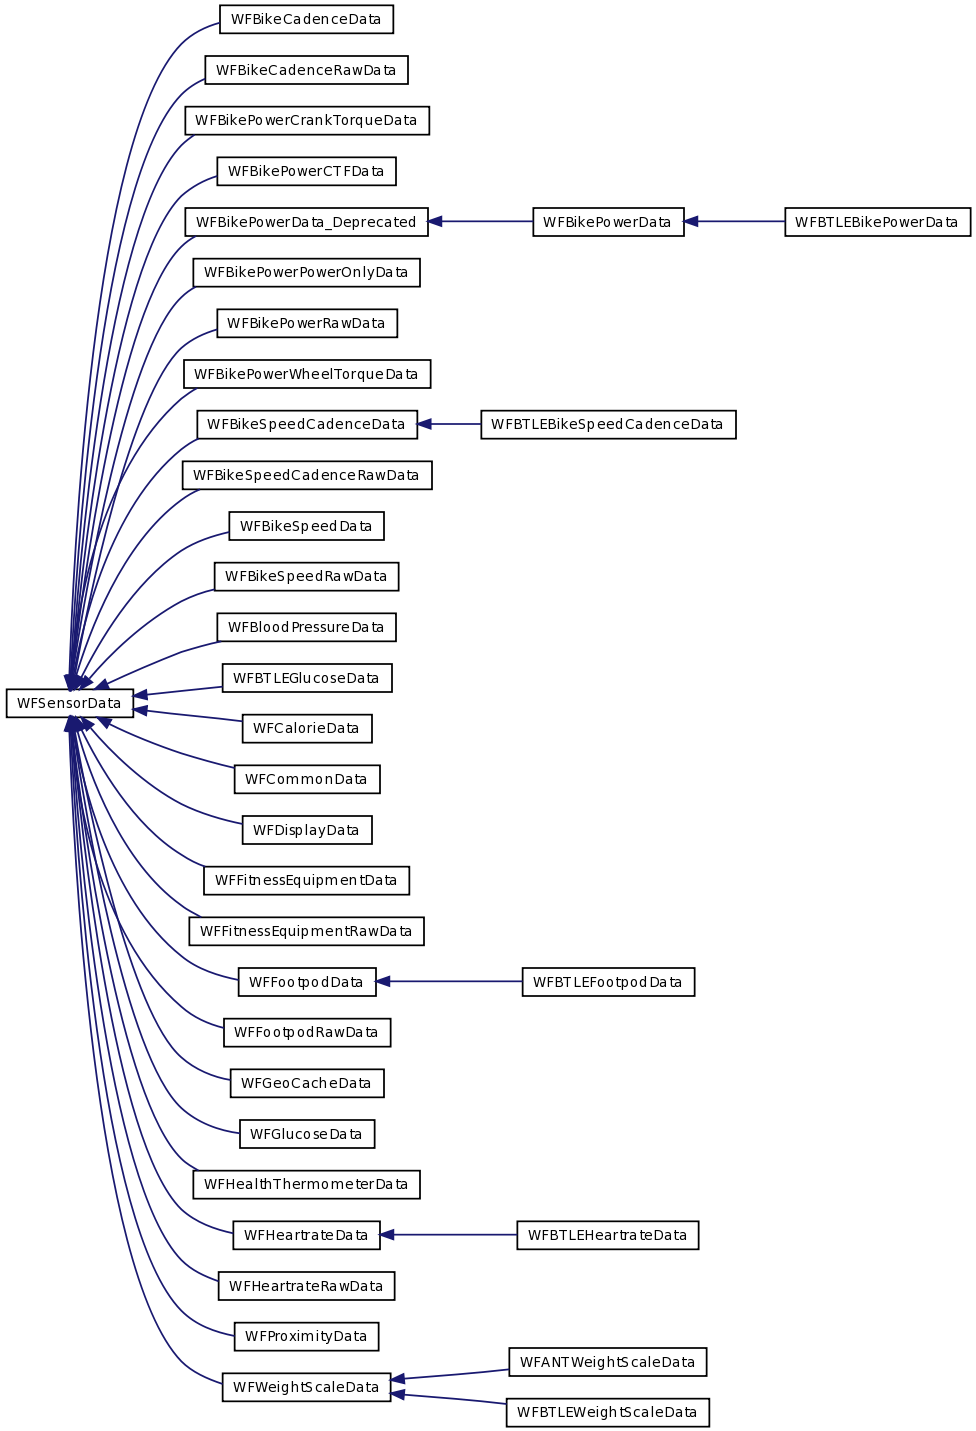 WFBikeCadenceData
WFBikeCadenceRawData
WFBikePowerCrankTorqueData
WFBikePowerCTFData
WFBikePowerData_Deprecated WFBikePowerData WFBTLEBikePowerData
WFBikePowerPowerOnlyData
WFBikePowerRawData
WFBikePowerWheelTorqueData
WFBikeSpeedCadenceData WFBTLEBikeSpeedCadenceData
WFBikeSpeedCadenceRawData
WFBikeSpeedData
WFBikeSpeedRawData
WFBloodPressureData
WFBTLEGlucoseData
WFSensorData
WFCalorieData
WFCommonData
WFDisplayData
WFFitnessEquipmentData
WFFitnessEquipmentRawData
WFFootpodData WFBTLEFootpodData
WFFootpodRawData
WFGeoCacheData
WFGlucoseData
WFHealthThermometerData
WFHeartrateData WFBTLEHeartrateData
WFHeartrateRawData
WFProximityData
WFANTWeightScaleData
WFWeightScaleData
WFBTLEWeightScaleData